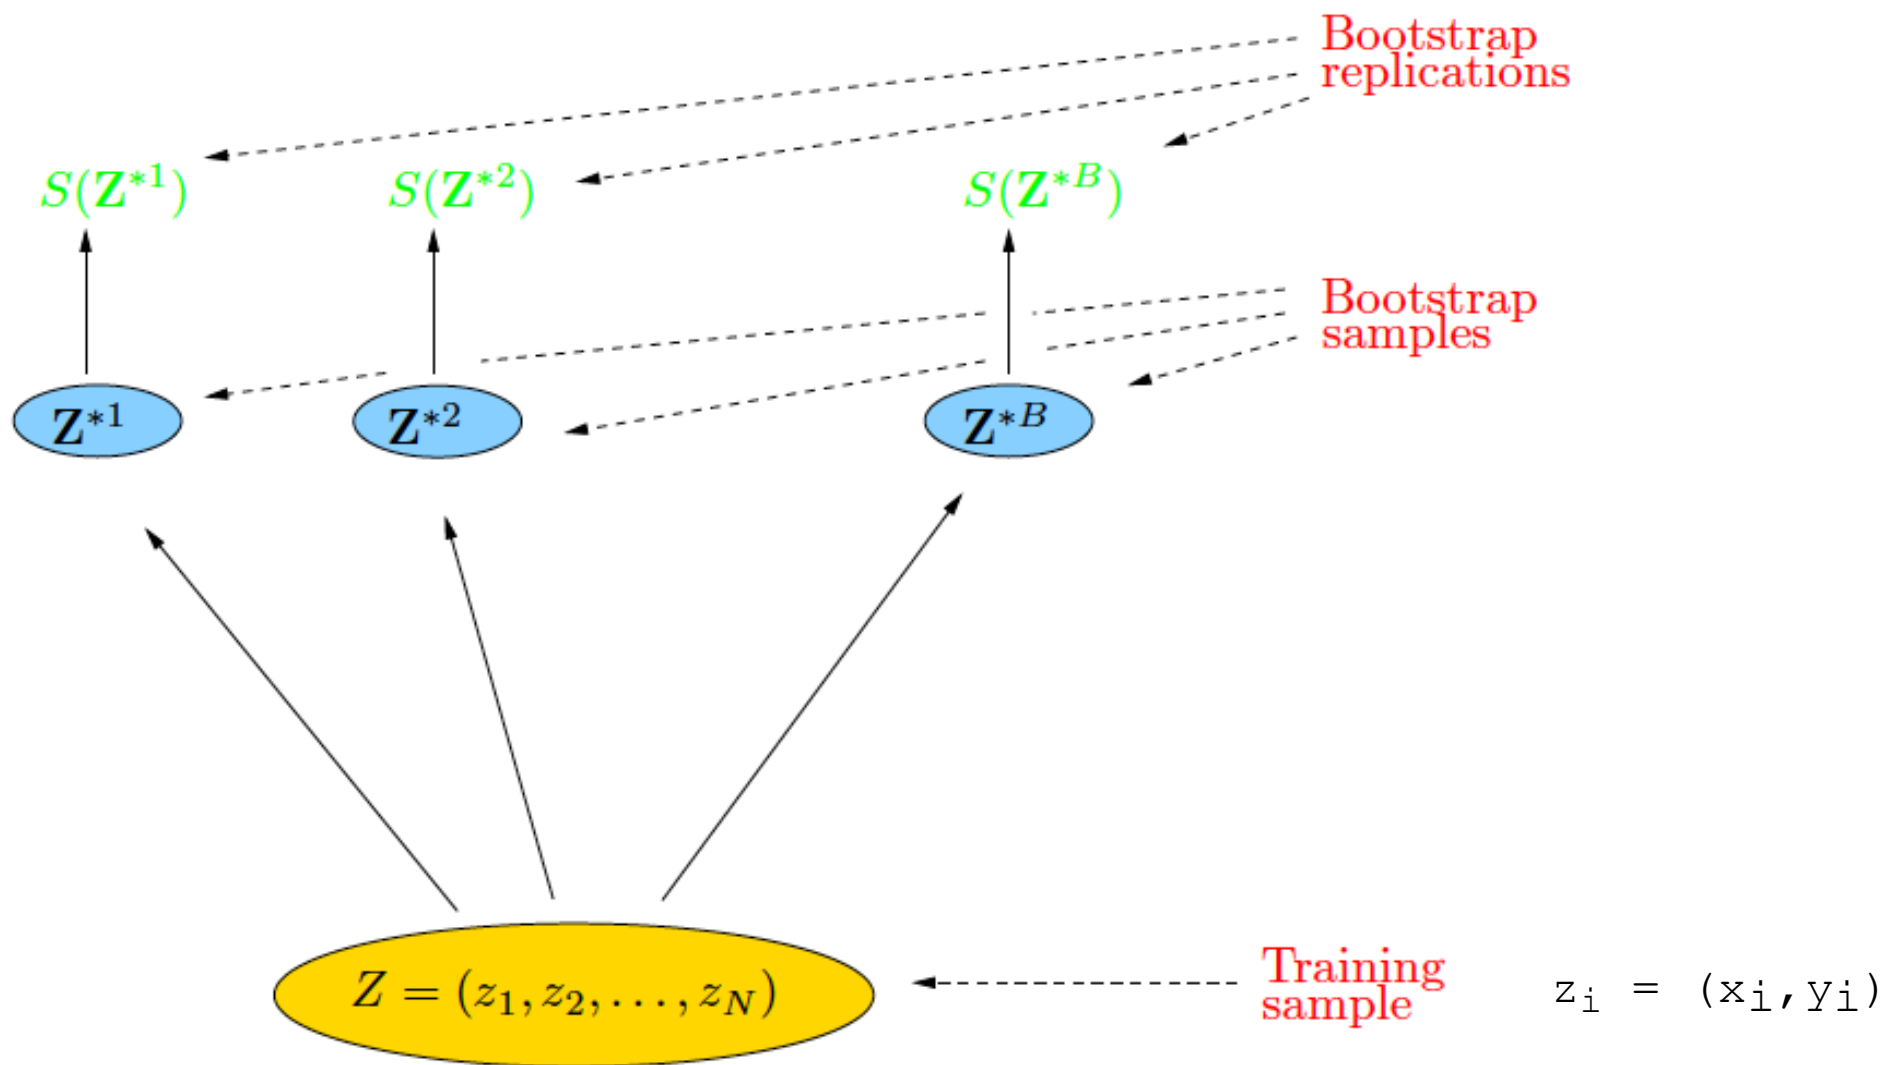 Bootstrap
replications
S(Z*1) S(Z*2) S(Z*B)
Bootstrap
samples
Z*1 Z*2 Z*B
Z = (z1, z2, . . . , zN)
Training
sample
zi = (xi,yi)